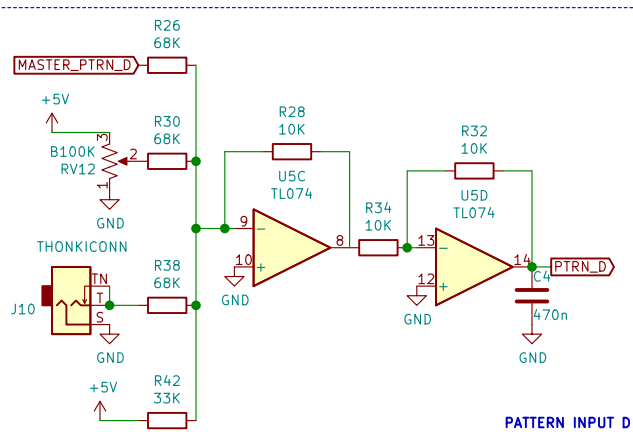 R26
68K
MASTER_PTRN_D
+5V
R30
68K
3
B100K
RV12
2
1
GND
R28
10K
U5C
TL074
9
8
10
−
+
GND
R34
10K
R32
10K
U5D
TL074
13
14
12
−
+
GND
PTRN_D
C4
470n
GND
THONKICONN
TN
T
S
J10
GND
R38
68K
+5V
R42
33K
PATTERN INPUT D